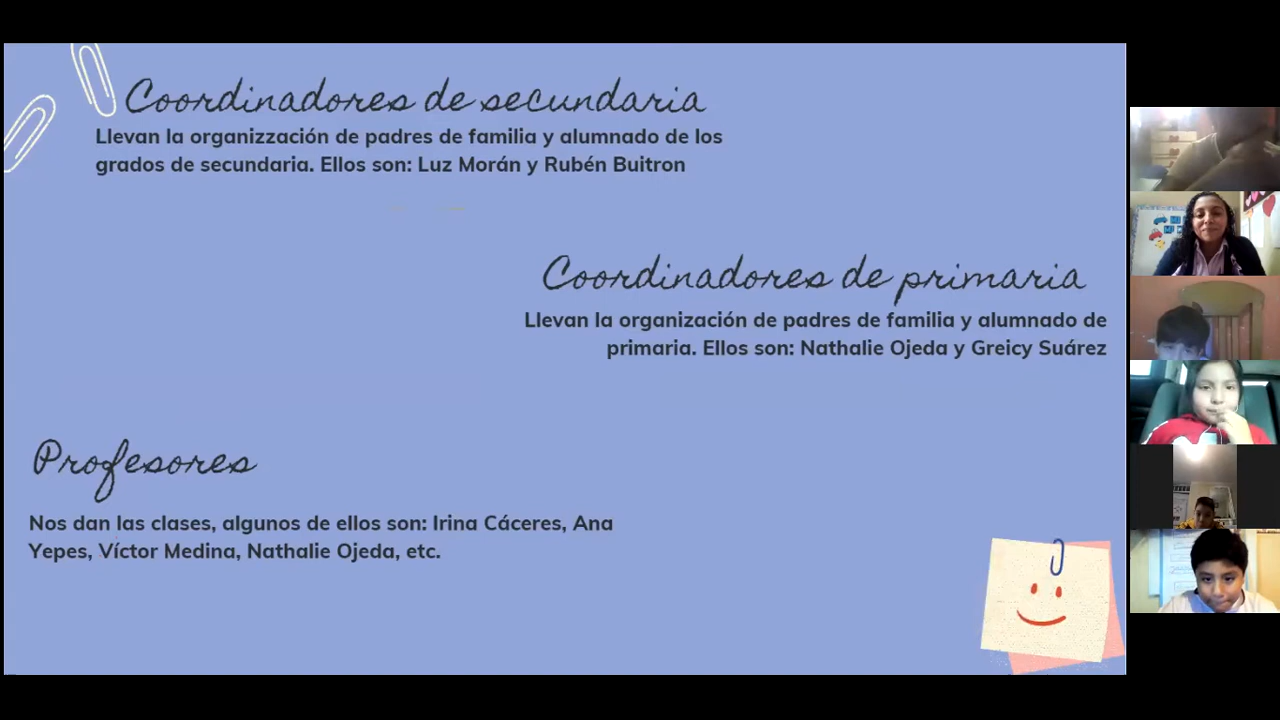 Coordinadores de secundaria
Llevan la organizzación de padres de familia y alumnado de los
grados de secundaria. Ellos son: Luz Morán y Rubén Buitron
Coordinadores de primaria
Llevan la organización de padres de familia y alumnado de
primaria. Ellos son: Nathalie Ojeda y Greicy Suárez
Profesores
Nos dan las clases, algunos de ellos son: Irina Cáceres, Ana
Yepes, Víctor Medina, Nathalie Ojeda, etc.